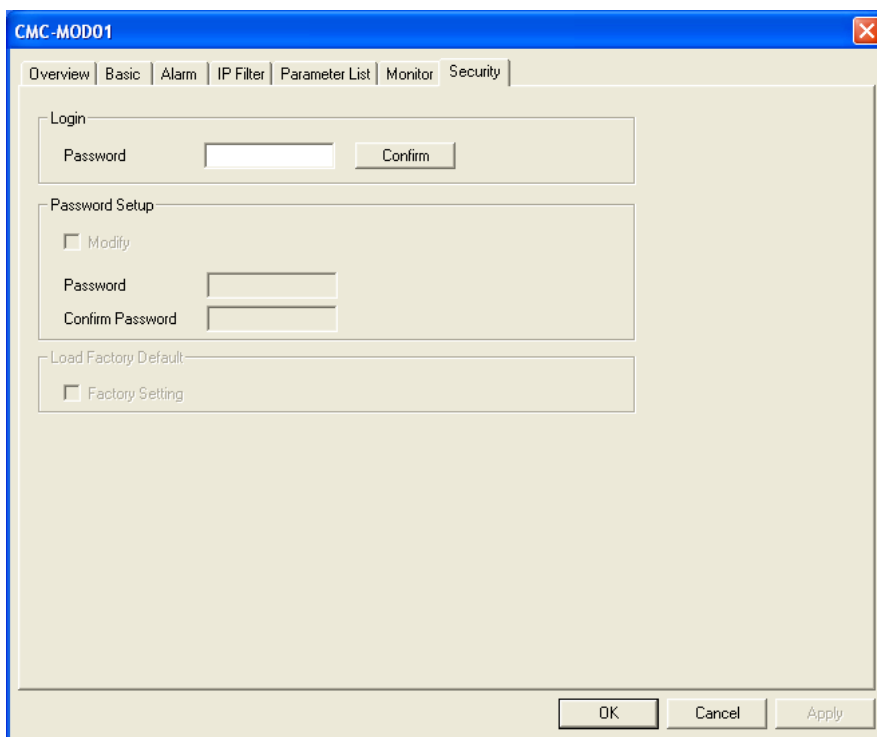 CMC-MOD01
Overview Basic Alarm IP Filter Parameter List Monitor Security
Login
Password Confirm
Password Setup
Modify
Password
Confirm Password
Load Factory Default
Factory Setting
OK Cancel Apply